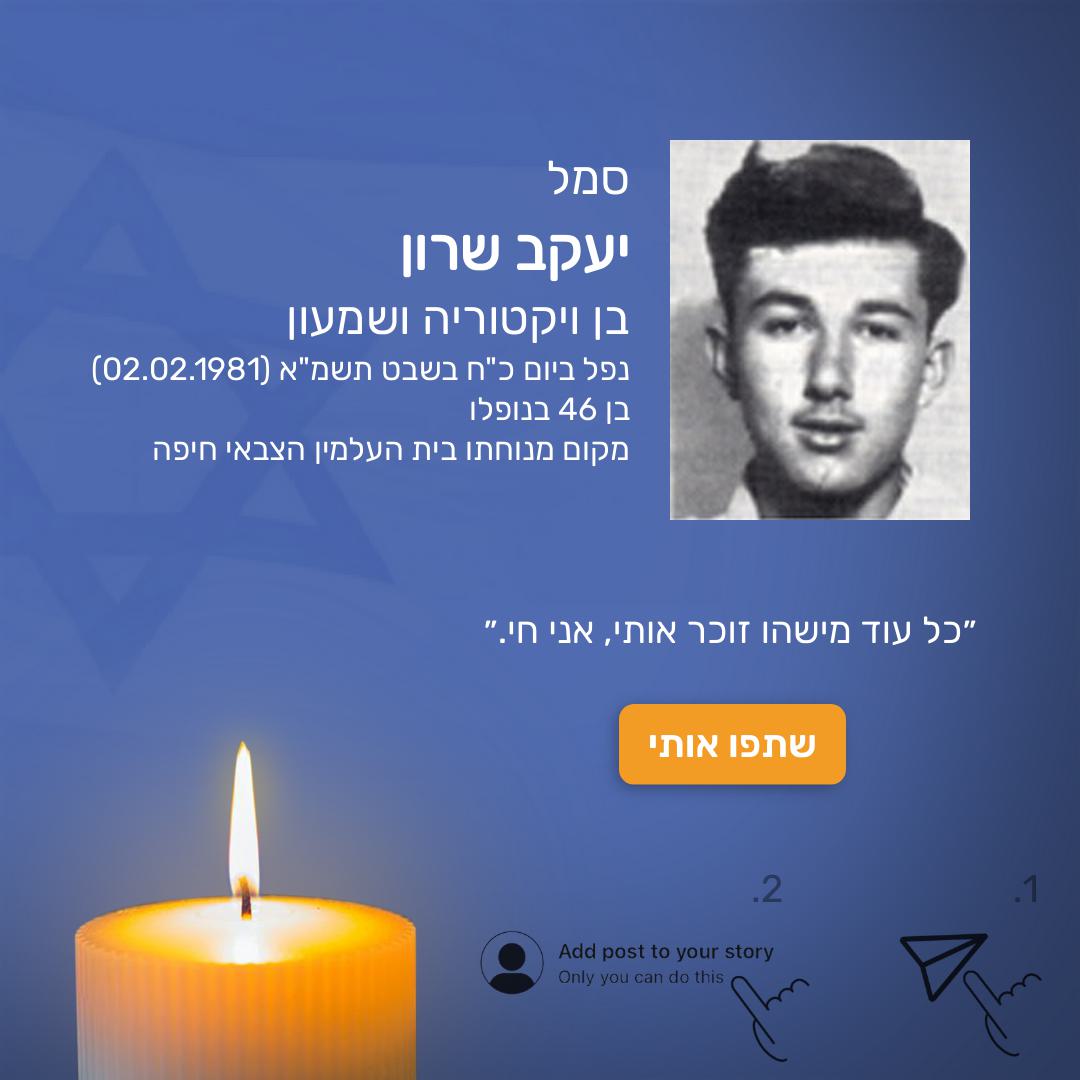 סמל
יעקב שרון
בן ויקטוריה ושמעון
נפל ביום כ"ח בשבט תשמ"א (02.02.1981)
בן 46 בנופלו
מקום מנוחתו בית העלמין הצבאי חיפה
״כל עוד מישהו זוכר אותי, אני חי.״
שתפו אותי
.1
.2
Add post to your story
Only you can do this